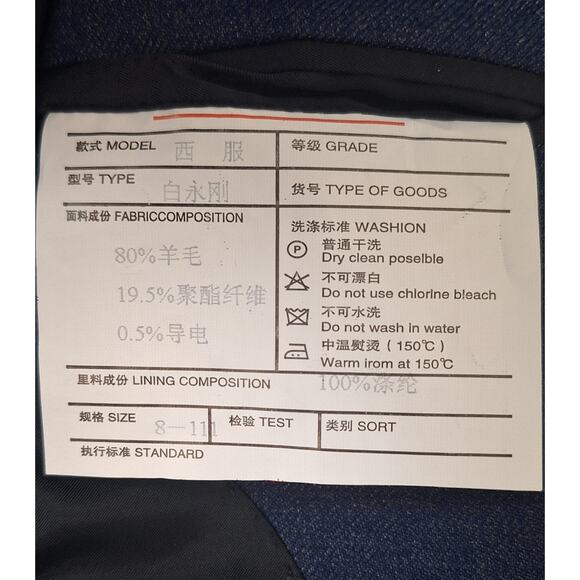 款式 MODEL 西 服 等级 GRADE
型号 TYPE 白永刚 货号 TYPE OF GOODS
面料成份 FABRICCOMPOSITION 洗涤标准 WASHION
80%羊毛
19.5%聚酯纤维
0.5%导电
P 普通干洗
Dry clean poselble
不可漂白
Do not use chlorine bleach
不可水洗
Do not wash in water
中温熨烫（150℃）
Warm irom at 150℃
里料成份 LINING COMPOSITION 100%涤纶
规格 SIZE 8-111 检验 TEST 类别 SORT
执行标准 STANDARD